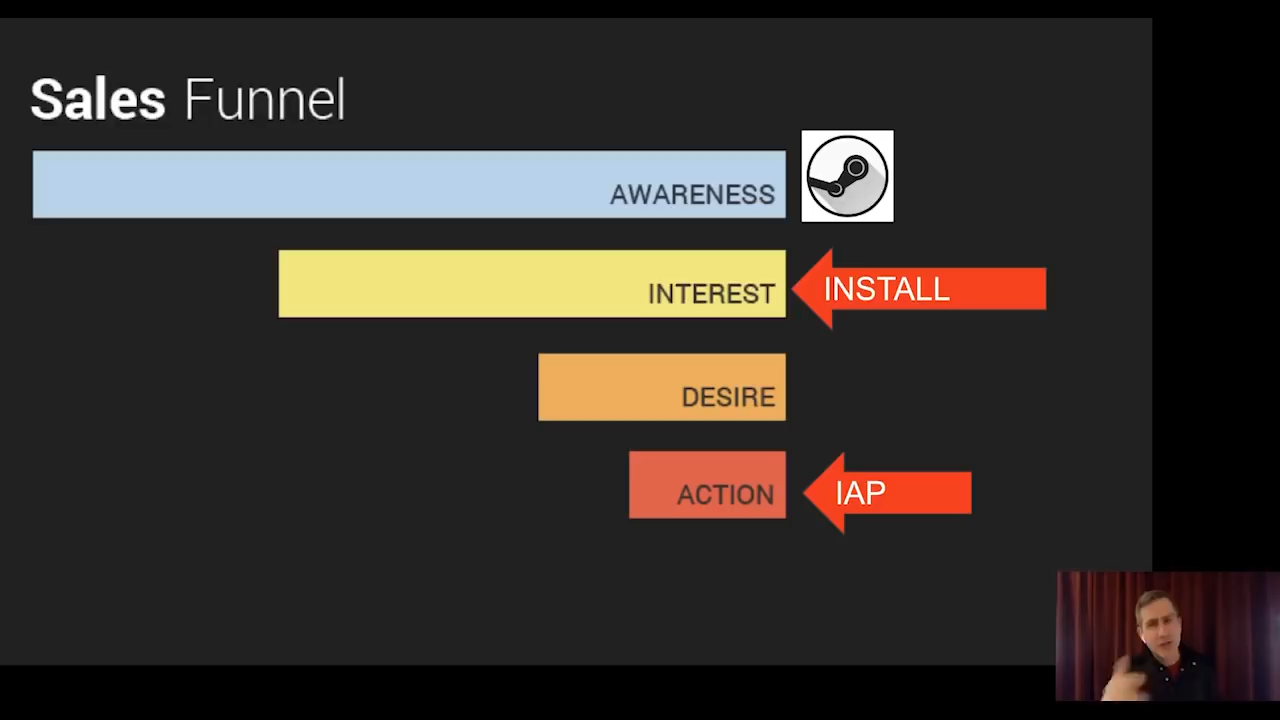 Sales Funnel
AWARENESS
INTEREST
INSTALL
DESIRE
ACTION
IAP